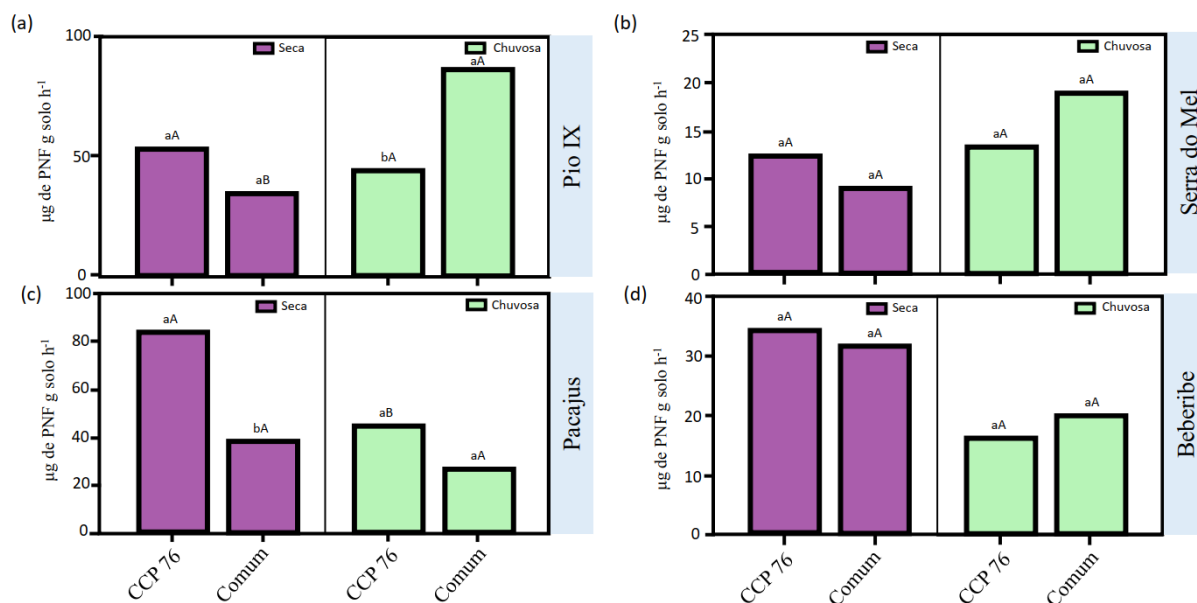 (a)
µg de PNF g solo h⁻¹
100
50
0
Seca
Chuvosa
aA
aB
bA
aA
Pio IX
(b)
µg de PNF g solo h⁻¹
25
20
15
10
5
0
Seca
Chuvosa
aA
aA
aA
aA
Serra do Mel
(c)
µg de PNF g solo h⁻¹
100
80
60
40
20
0
Seca
Chuvosa
aA
bA
aB
aA
Pacajus
CCP 76
Comum
CCP 76
Comum
(d)
µg de PNF g solo h⁻¹
40
30
20
10
0
Seca
Chuvosa
aA
aA
aA
aA
Beberibe
CCP 76
Comum
CCP 76
Comum